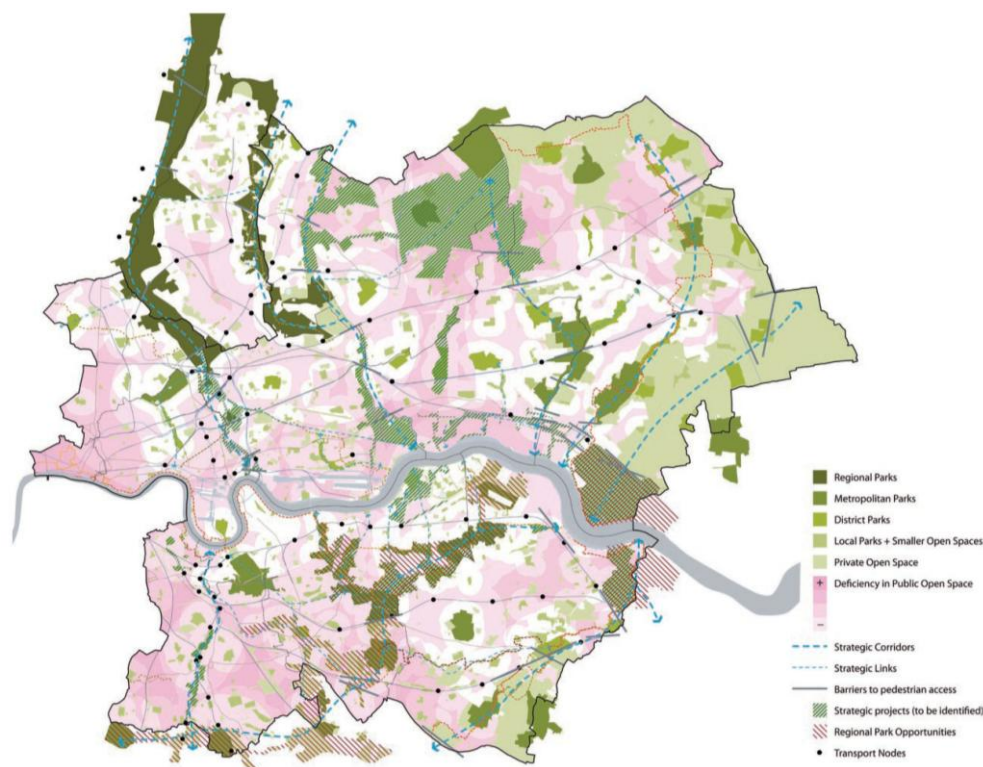 Regional Parks
Metropolitan Parks
District Parks
Local Parks + Smaller Open Spaces
Private Open Space
+ Deficiency in Public Open Space
–
Strategic Corridors
Strategic Links
Barriers to pedestrian access
Strategic projects (to be identified)
Regional Park Opportunities
Transport Nodes